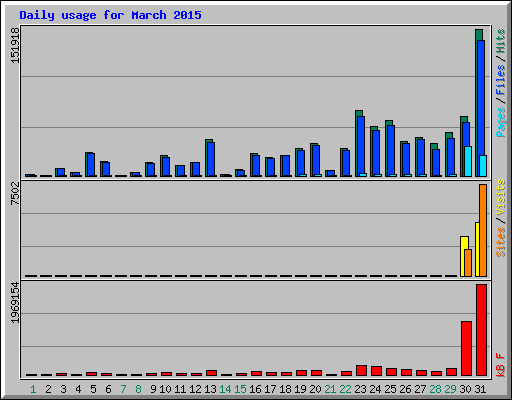 Daily usage for March 2015
151918
Pages / Files / Hits
7502
Sites / Visits
1969154
kB F
1 2 3 4 5 6 7 8 9 10 11 12 13 14 15 16 17 18 19 20 21 22 23 24 25 26 27 28 29 30 31